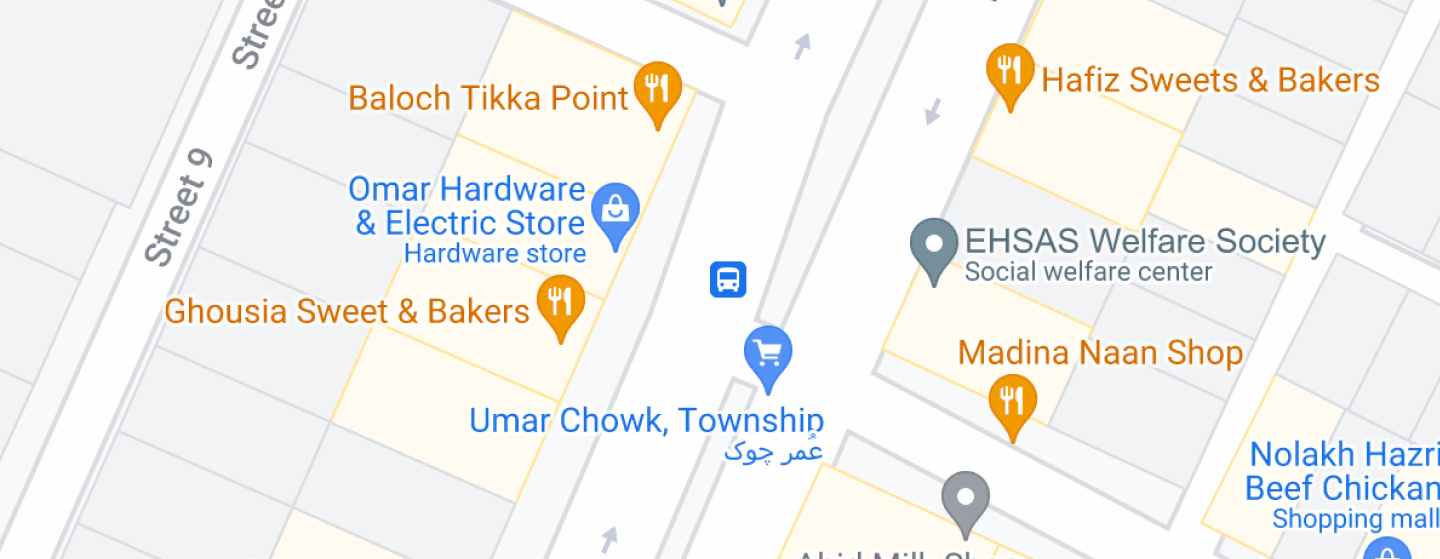 Street 9
Baloch Tikka Point
Hafiz Sweets & Bakers
Omar Hardware
& Electric Store
Hardware store
EHSAS Welfare Society
Social welfare center
Ghousia Sweet & Bakers
Madina Naan Shop
Umar Chowk, Township
عُمر چوک
Nolakh Hazri
Beef Chickan
Shopping mall